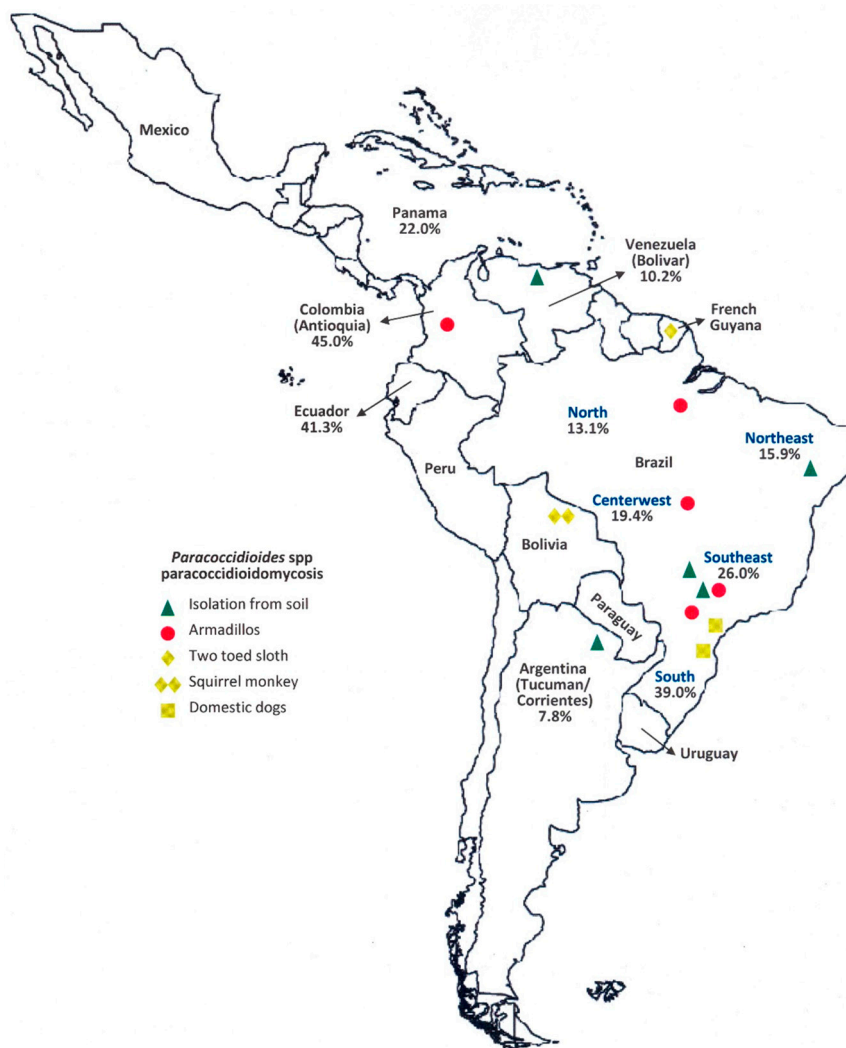 Mexico
Panama
22.0%
Venezuela
(Bolivar)
10.2%
Colombia
(Antioquia)
45.0%
French
Guyana
Ecuador
41.3%
North
13.1%
Northeast
15.9%
Peru
Brazil
Centerwest
19.4%
Bolivia
Southeast
26.0%
Paracoccidioides spp
paracoccidioidomycosis
Isolation from soil
Armadillos
Two toed sloth
Squirrel monkey
Domestic dogs
Paraguay
Argentina
(Tucuman/
Corrientes)
7.8%
South
39.0%
Uruguay